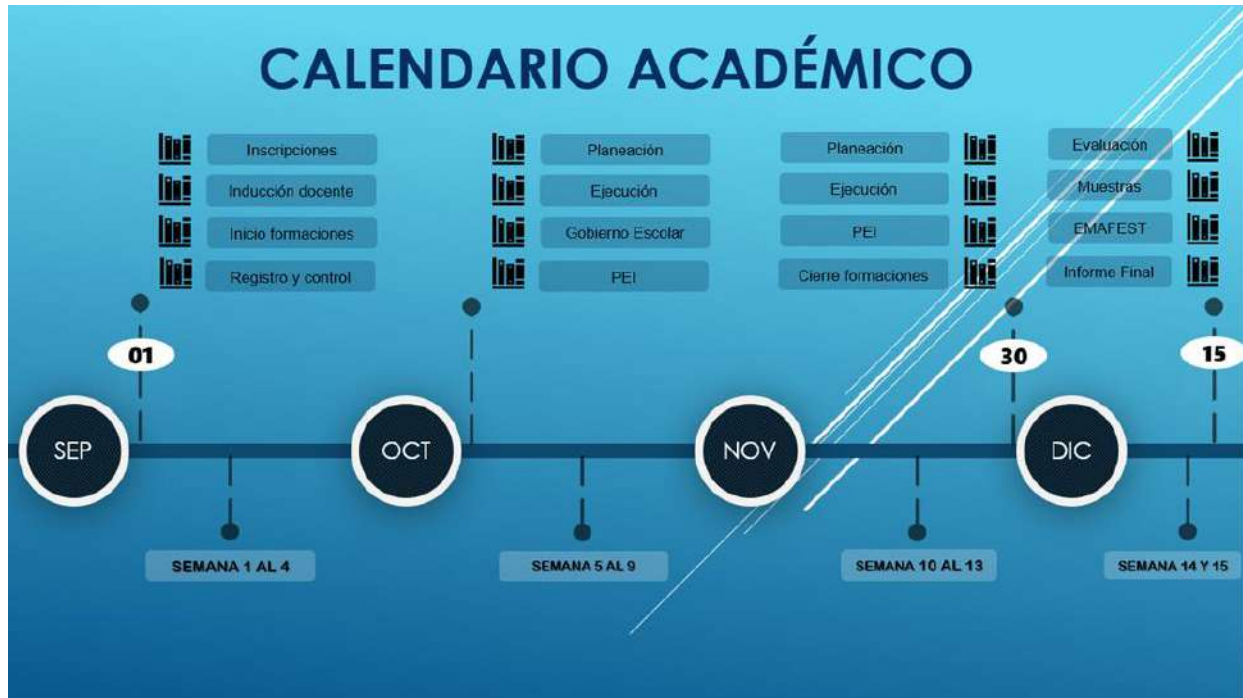 CALENDARIO ACADÉMICO
Inscripciones
Inducción docente
Inicio formaciones
Registro y control
Planeación
Ejecución
Gobierno Escolar
PEI
Planeación
Ejecución
PEI
Cierre formaciones
Evaluación
Muestras
EMAFEST
Informe Final
01
30
15
SEP
OCT
NOV
DIC
SEMANA 1 AL 4
SEMANA 5 AL 9
SEMANA 10 AL 13
SEMANA 14 Y 15